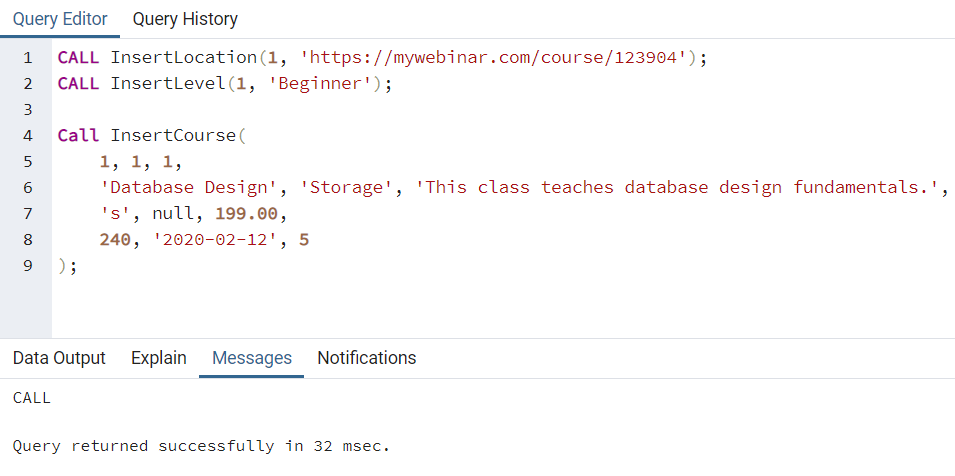 Query Editor Query History
1 CALL InsertLocation(1, 'https://mywebinar.com/course/123904');
2 CALL InsertLevel(1, 'Beginner');
3
4 Call InsertCourse(
5 1, 1, 1,
6 'Database Design', 'Storage', 'This class teaches database design fundamentals.',
7 's', null, 199.00,
8 240, '2020-02-12', 5
9 );
Data Output Explain Messages Notifications
CALL
Query returned successfully in 32 msec.